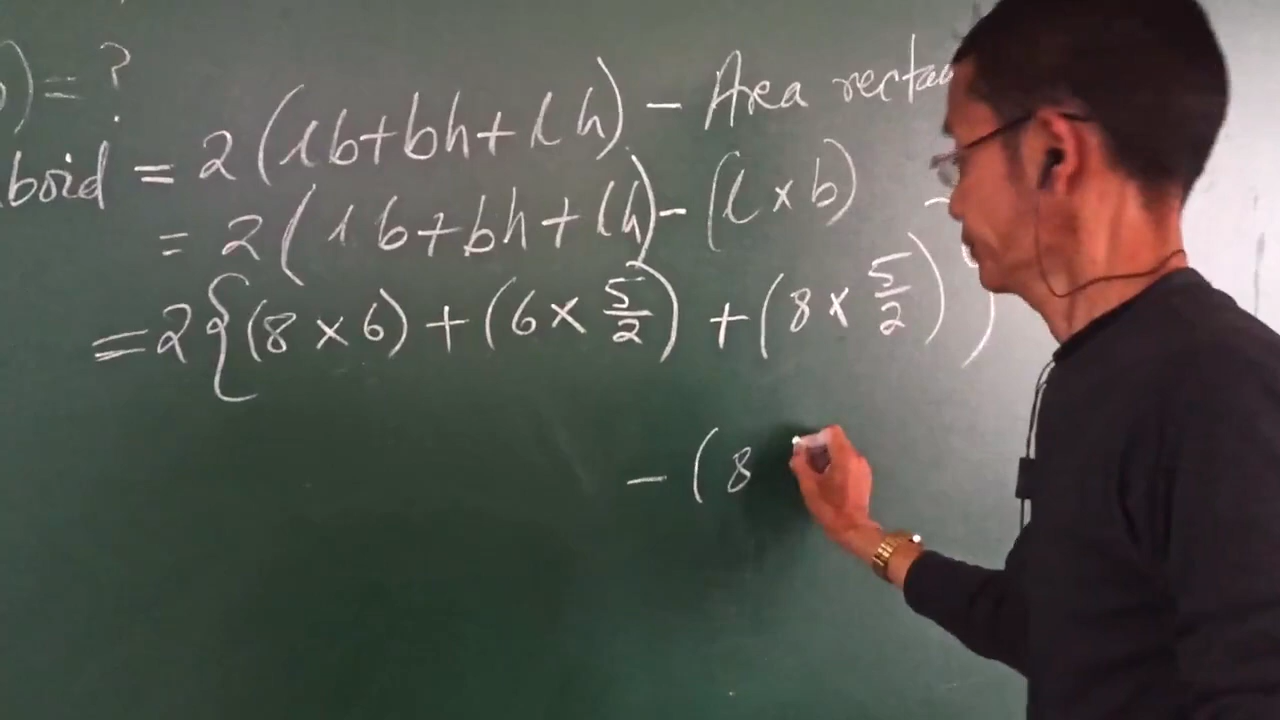 ) = ?
boid = 2 (lb+bh+lh) - Area
= 2 (lb+bh+lh) - (l × b)
= 2 {(8 × 6) + (6 × 5/2) + (8 × 5/2)}
- (8